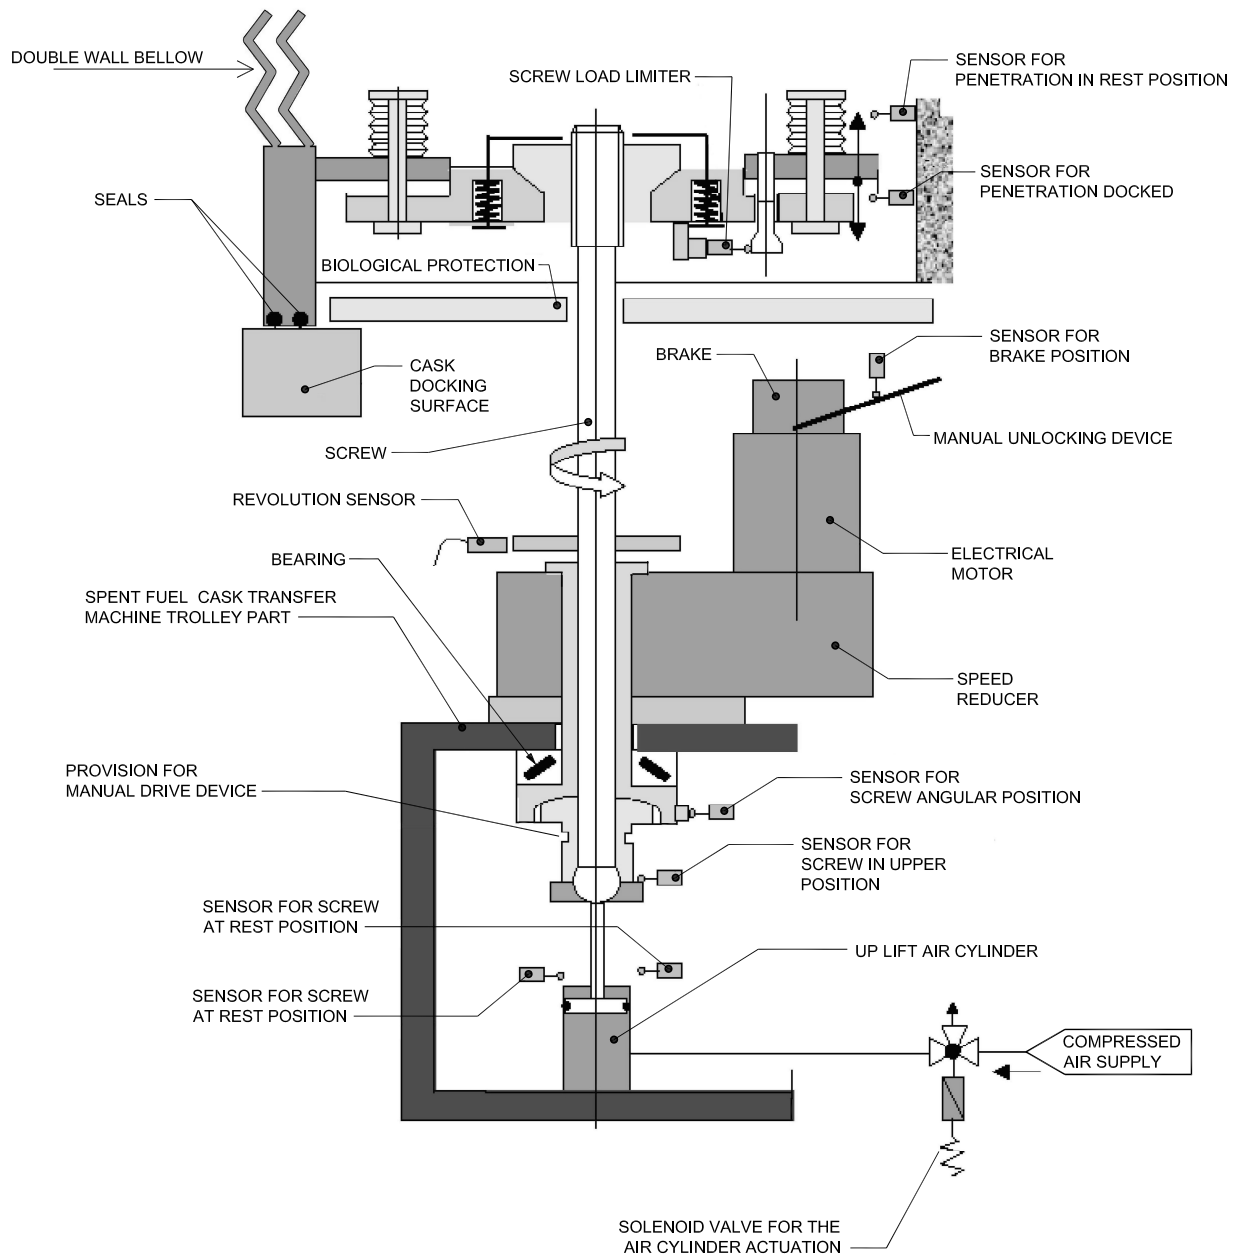 DOUBLE WALL BELLOW
SCREW LOAD LIMITER
SENSOR FOR
PENETRATION IN REST POSITION
SEALS
SENSOR FOR
PENETRATION DOCKED
BIOLOGICAL PROTECTION
CASK
DOCKING
SURFACE
BRAKE
SENSOR FOR
BRAKE POSITION
SCREW
MANUAL UNLOCKING DEVICE
REVOLUTION SENSOR
BEARING
ELECTRICAL
MOTOR
SPENT FUEL CASK TRANSFER
MACHINE TROLLEY PART
SPEED
REDUCER
PROVISION FOR
MANUAL DRIVE DEVICE
SENSOR FOR
SCREW ANGULAR POSITION
SENSOR FOR
SCREW IN UPPER
POSITION
SENSOR FOR SCREW
AT REST POSITION
UP LIFT AIR CYLINDER
SENSOR FOR SCREW
AT REST POSITION
COMPRESSED
AIR SUPPLY
SOLENOID VALVE FOR THE
AIR CYLINDER ACTUATION